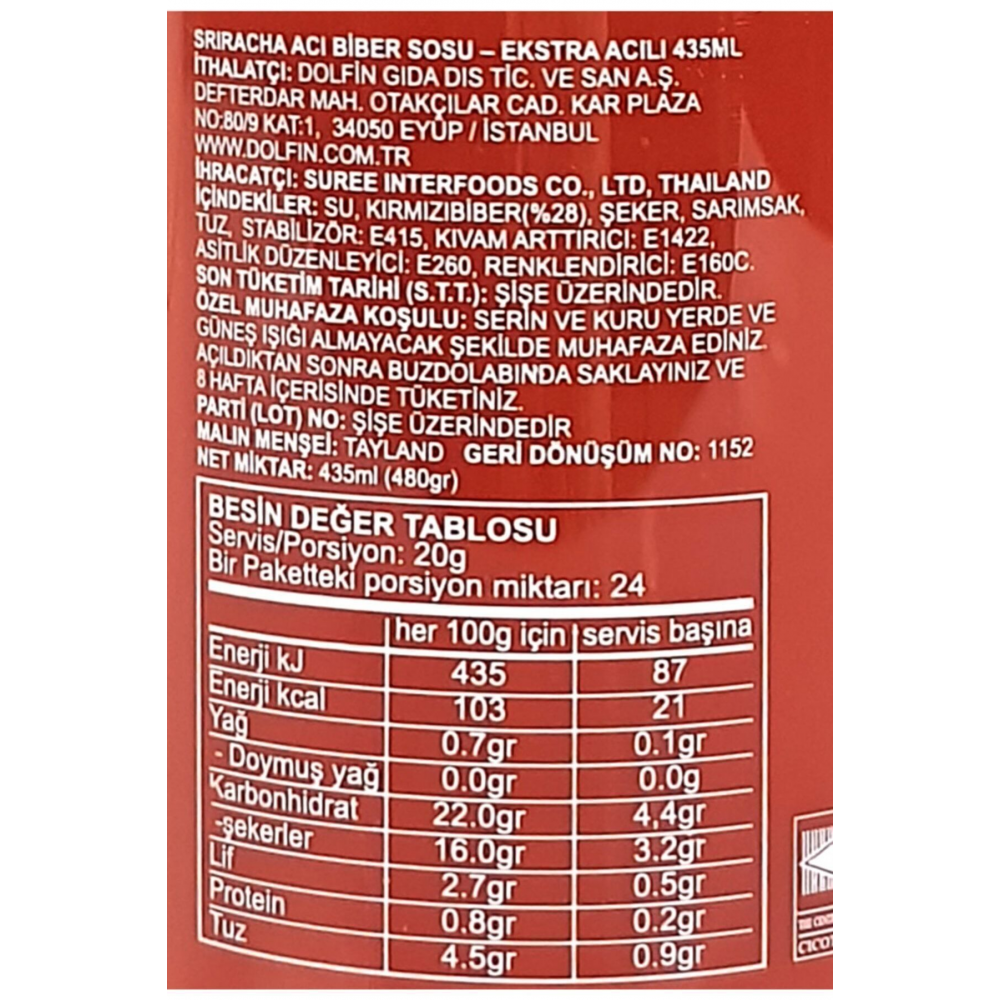 SRIRACHA ACI BİBER SOSU – EKSTRA ACILI 435ML
İTHALATÇI: DOLFİN GIDA DIS TİC. VE SAN A.Ş.
DEFTERDAR MAH. OTAKÇILAR CAD. KAR PLAZA
NO:80/9 KAT:1, 34050 EYÜP / İSTANBUL
WWW.DOLFIN.COM.TR
İHRACATÇI: SUREE INTERFOODS CO., LTD, THAILAND
İÇİNDEKİLER: SU, KIRMIZIBİBER(%28), ŞEKER, SARIMSAK,
TUZ, STABİLİZÖR: E415, KIVAM ARTTIRICI: E1422,
ASİTLİK DÜZENLEYİCİ: E260, RENKLENDİRİCİ: E160C.
SON TÜKETİM TARİHİ (S.T.T.): ŞİŞE ÜZERİNDEDİR.
ÖZEL MUHAFAZA KOŞULU: SERİN VE KURU YERDE VE
GÜNEŞ IŞIĞI ALMAYACAK ŞEKİLDE MUHAFAZA EDİNİZ.
AÇILDIKTAN SONRA BUZDOLABINDA SAKLAYINIZ VE
8 HAFTA İÇERİSİNDE TÜKETİNİZ.
PARTİ (LOT) NO: ŞİŞE ÜZERİNDEDİR
MALIN MENŞEİ: TAYLAND GERİ DÖNÜŞÜM NO: 1152
NET MİKTAR: 435ml (480gr)
BESİN DEĞER TABLOSU
Servis/Porsiyon: 20g
Bir Paketteki porsiyon miktarı: 24
her 100g için servis başına
Enerji kJ 435 87
Enerji kcal 103 21
Yağ 0.7gr 0.1gr
- Doymuş yağ 0.0gr 0.0g
Karbonhidrat 22.0gr 4,4gr
-şekerler 16.0gr 3.2gr
Lif 2.7gr 0.5gr
Protein 0.8gr 0.2gr
Tuz 4.5gr 0.9gr